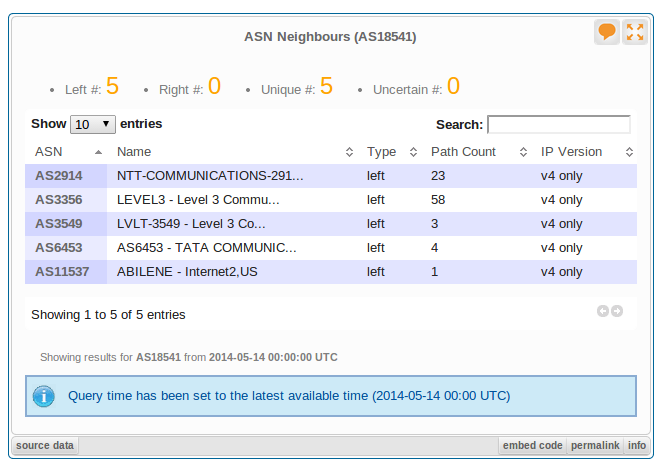 ASN Neighbours (AS18541)
• Left #: 5 • Right #: 0 • Unique #: 5 • Uncertain #: 0
Show 10 entries Search:
ASN Name Type Path Count IP Version
AS2914 NTT-COMMUNICATIONS-291... left 23 v4 only
AS3356 LEVEL3 - Level 3 Commu... left 58 v4 only
AS3549 LVLT-3549 - Level 3 Co... left 3 v4 only
AS6453 AS6453 - TATA COMMUNIC... left 4 v4 only
AS11537 ABILENE - Internet2,US left 1 v4 only
Showing 1 to 5 of 5 entries
Showing results for AS18541 from 2014-05-14 00:00:00 UTC
Query time has been set to the latest available time (2014-05-14 00:00 UTC)
source data embed code permalink info